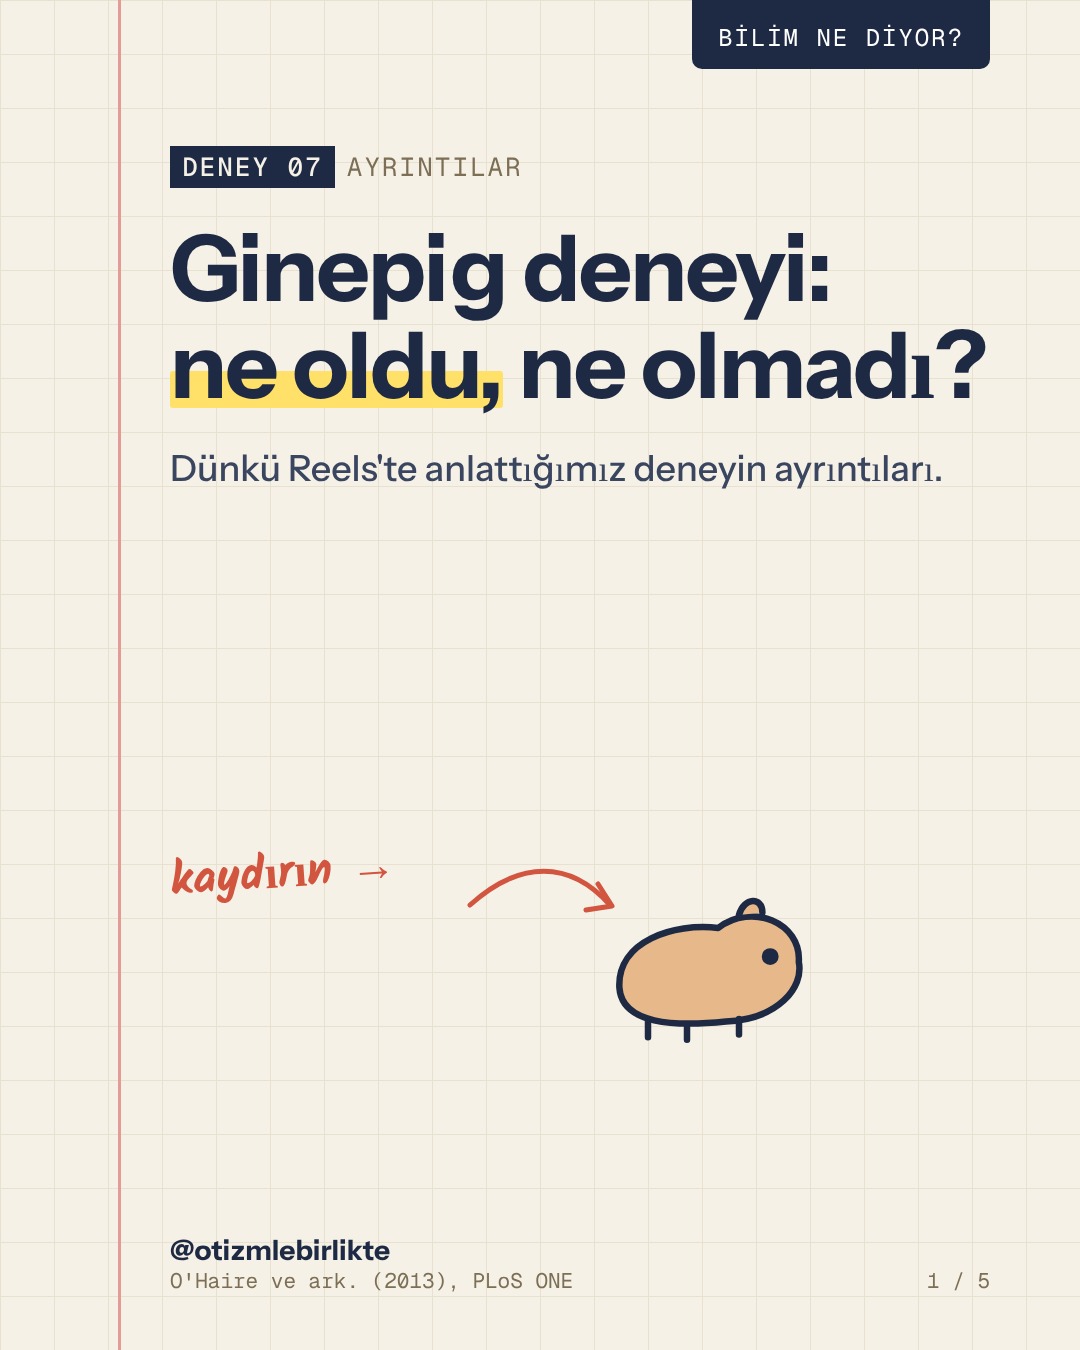 BİLİM NE DİYOR?
DENEY 07 AYRINTILAR
Ginepig deneyi:
ne oldu, ne olmadı?
Dünkü Reels'te anlattığımız deneyin ayrıntıları.
kaydırın →
@otizmlebirlikte
O'Haire ve ark. (2013), PLoS ONE
1 / 5